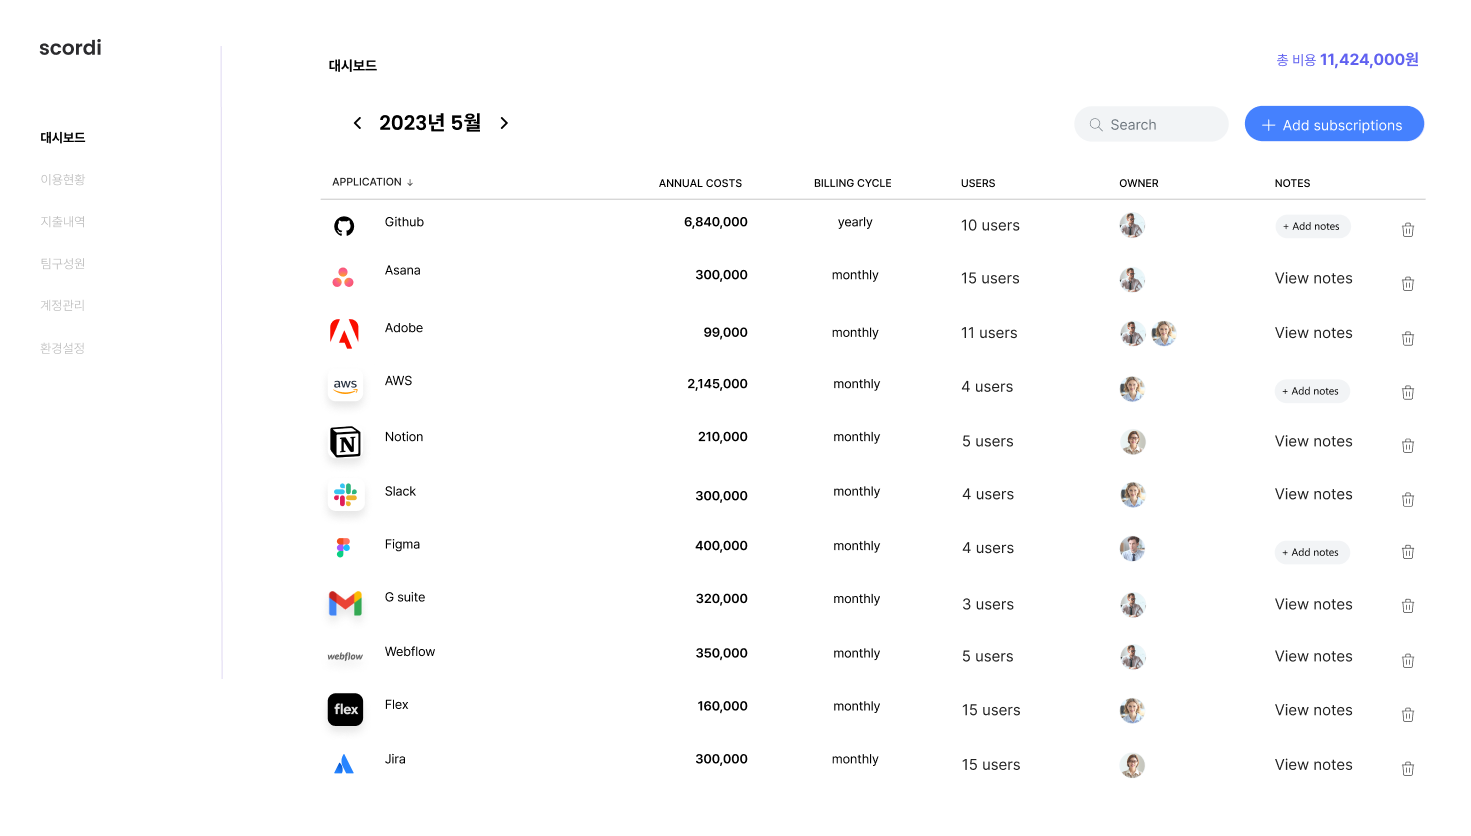 scordi
대시보드
이용현황
지출내역
팀구성원
계정관리
환경설정
대시보드
총 비용 11,424,000원
2023년 5월
Search
+ Add subscriptions
APPLICATION ↓ ANNUAL COSTS BILLING CYCLE USERS OWNER NOTES
Github 6,840,000 yearly 10 users + Add notes
Asana 300,000 monthly 15 users View notes
Adobe 99,000 monthly 11 users View notes
aws AWS 2,145,000 monthly 4 users + Add notes
N Notion 210,000 monthly 5 users View notes
Slack 300,000 monthly 4 users View notes
Figma 400,000 monthly 4 users + Add notes
G suite 320,000 monthly 3 users View notes
webflow Webflow 350,000 monthly 5 users View notes
flex Flex 160,000 monthly 15 users View notes
Jira 300,000 monthly 15 users View notes